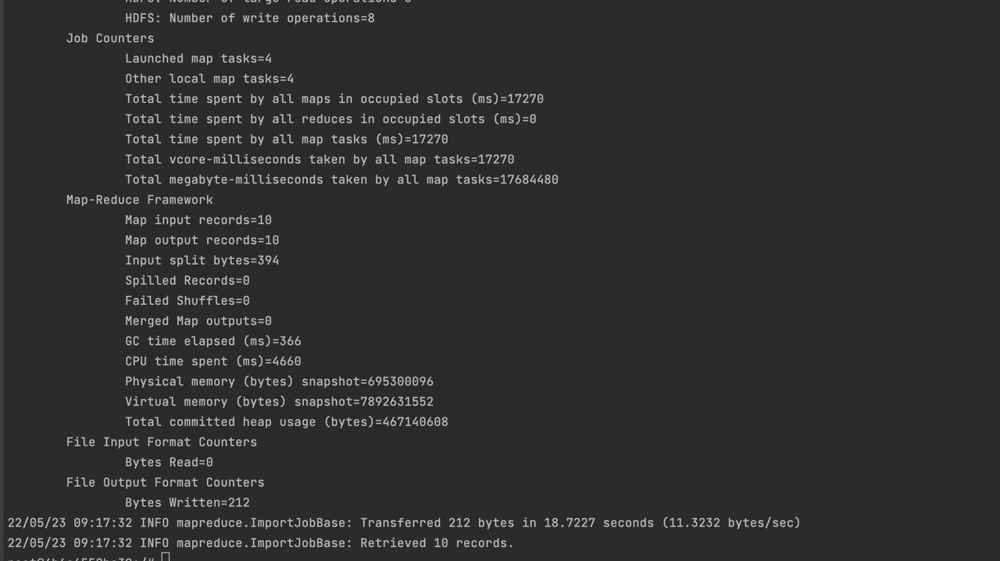 HDFS: Number of large read operations=0
HDFS: Number of write operations=8
Job Counters
Launched map tasks=4
Other local map tasks=4
Total time spent by all maps in occupied slots (ms)=17270
Total time spent by all reduces in occupied slots (ms)=0
Total time spent by all map tasks (ms)=17270
Total vcore-milliseconds taken by all map tasks=17270
Total megabyte-milliseconds taken by all map tasks=17684480
Map-Reduce Framework
Map input records=10
Map output records=10
Input split bytes=394
Spilled Records=0
Failed Shuffles=0
Merged Map outputs=0
GC time elapsed (ms)=366
CPU time spent (ms)=4660
Physical memory (bytes) snapshot=695300096
Virtual memory (bytes) snapshot=7892631552
Total committed heap usage (bytes)=467140608
File Input Format Counters
Bytes Read=0
File Output Format Counters
Bytes Written=212
22/05/23 09:17:32 INFO mapreduce.ImportJobBase: Transferred 212 bytes in 18.7227 seconds (11.3232 bytes/sec)
22/05/23 09:17:32 INFO mapreduce.ImportJobBase: Retrieved 10 records.